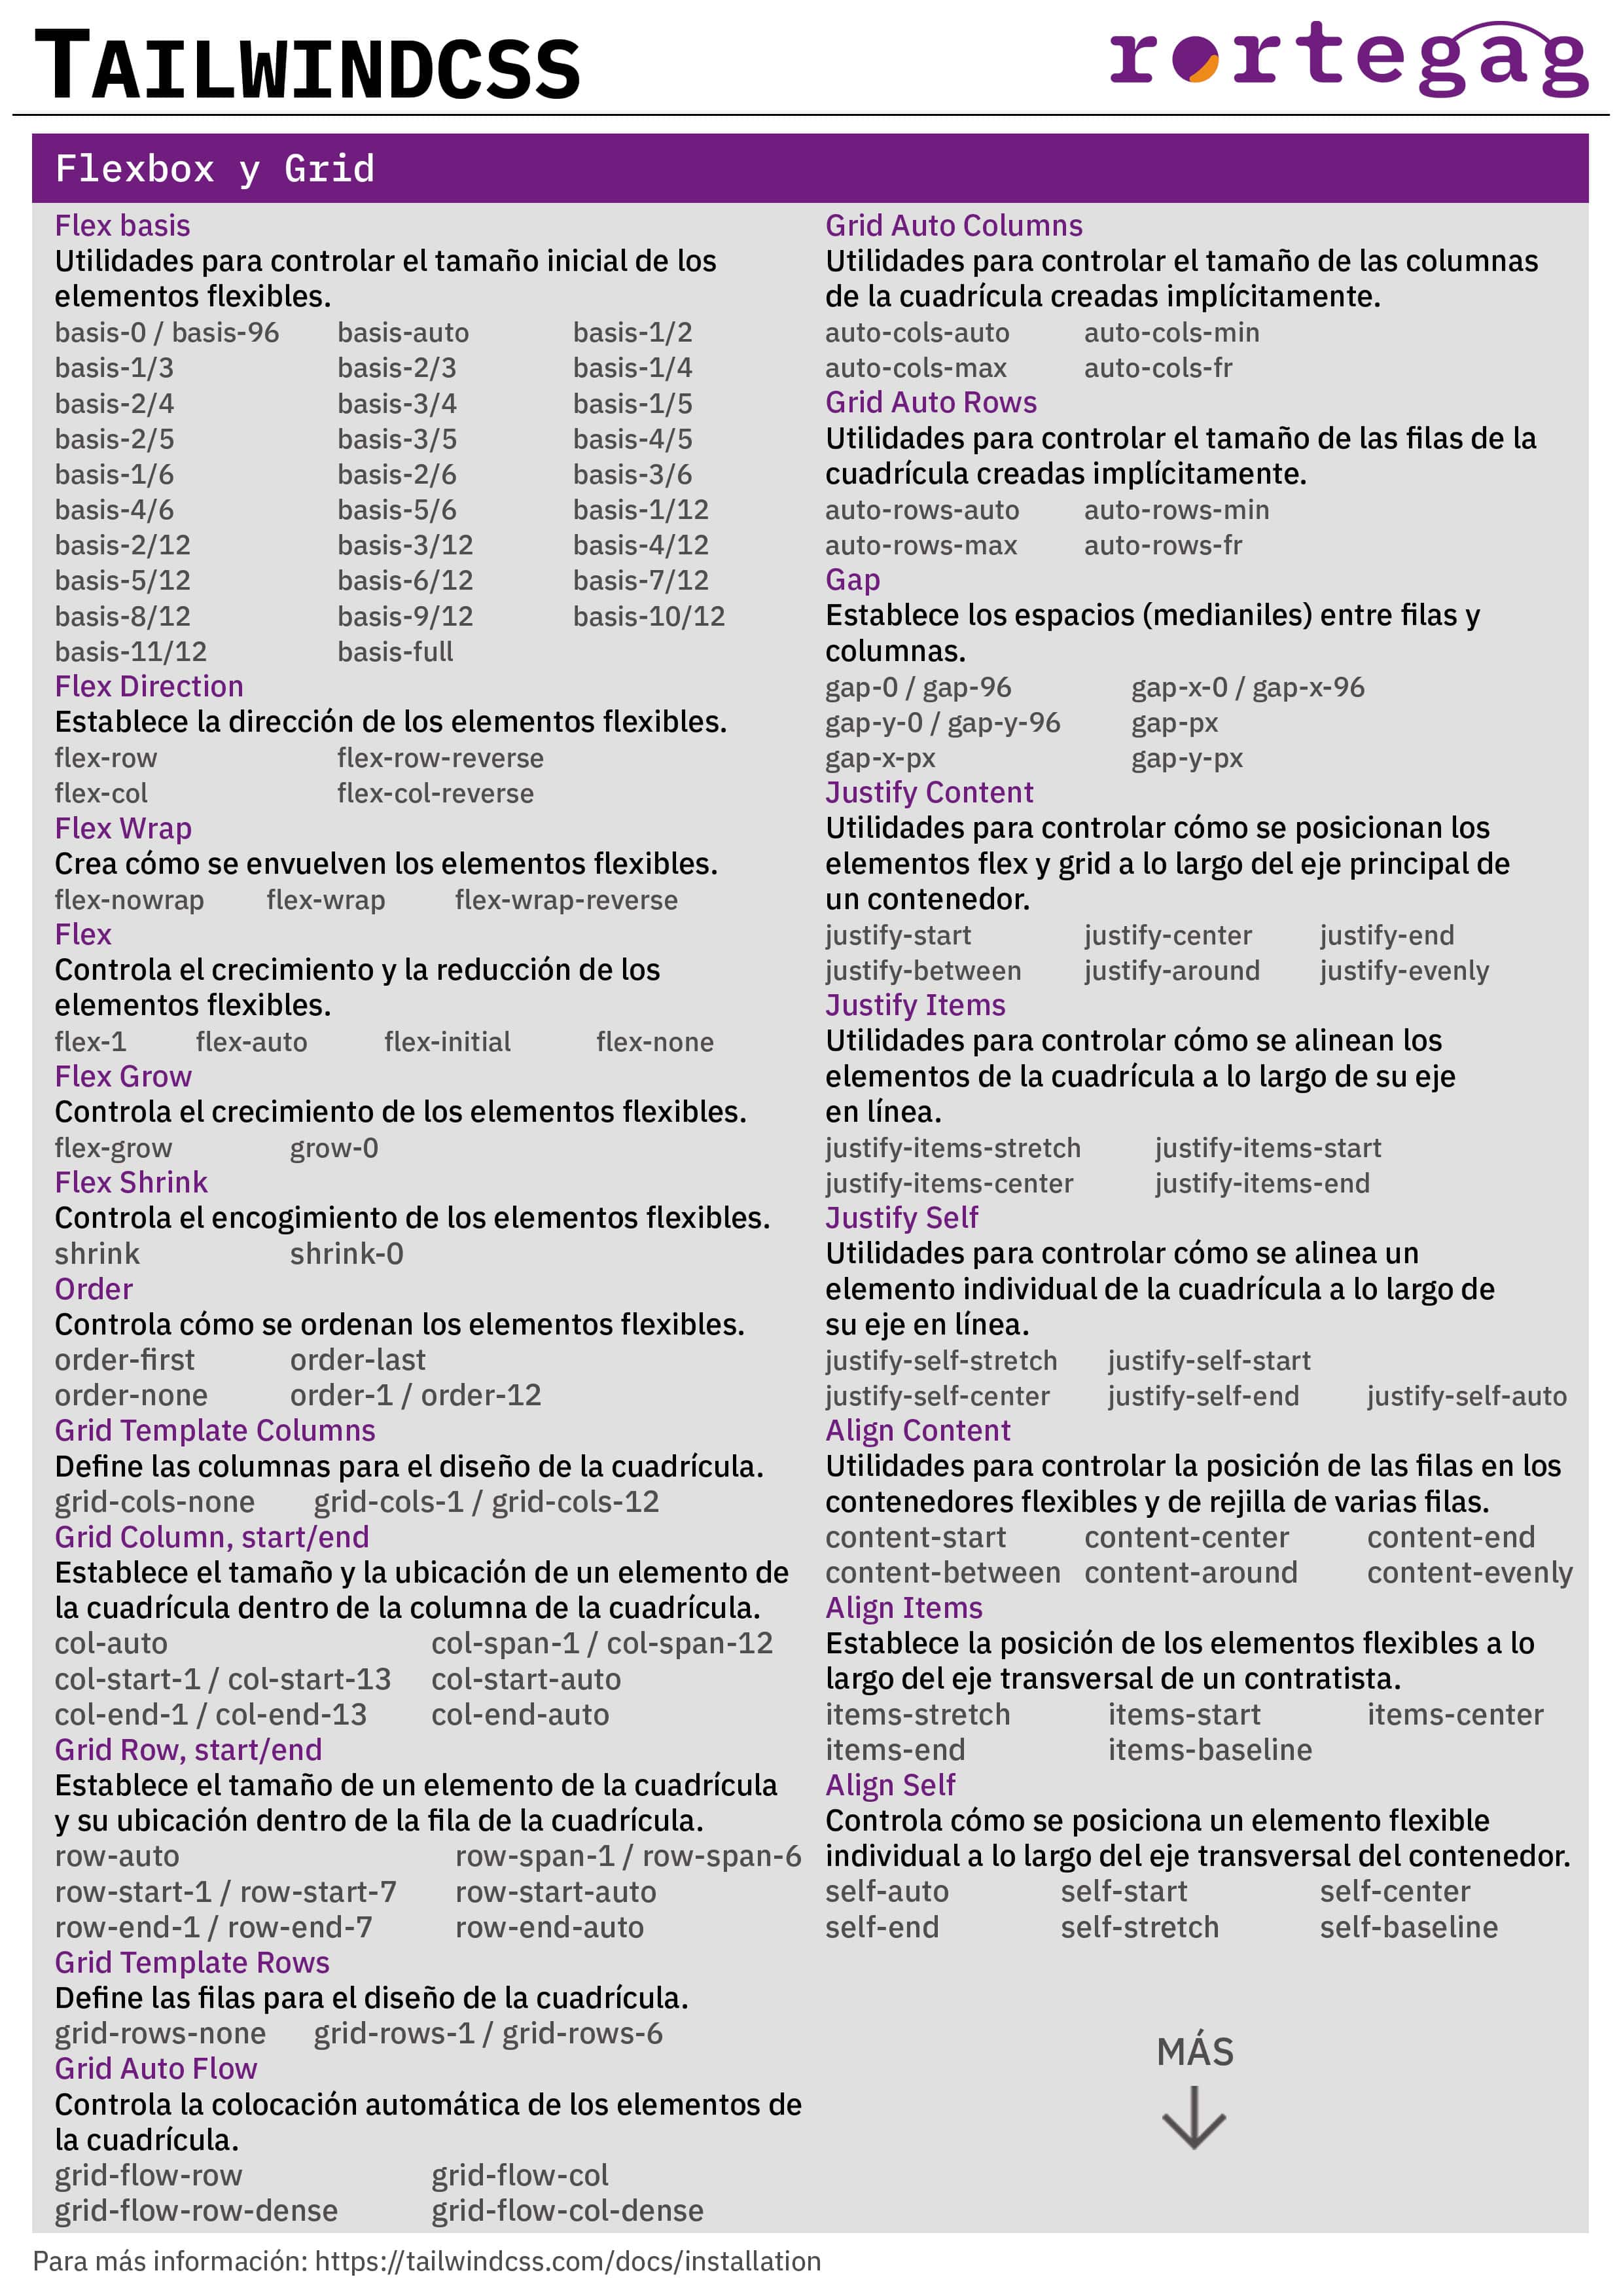 TAILWINDCSS
rortegag
Flexbox y Grid
Flex basis
Utilidades para controlar el tamaño inicial de los
elementos flexibles.
basis-0 / basis-96 basis-auto basis-1/2
basis-1/3 basis-2/3 basis-1/4
basis-2/4 basis-3/4 basis-1/5
basis-2/5 basis-3/5 basis-4/5
basis-1/6 basis-2/6 basis-3/6
basis-4/6 basis-5/6 basis-1/12
basis-2/12 basis-3/12 basis-4/12
basis-5/12 basis-6/12 basis-7/12
basis-8/12 basis-9/12 basis-10/12
basis-11/12 basis-full
Flex Direction
Establece la dirección de los elementos flexibles.
flex-row flex-row-reverse
flex-col flex-col-reverse
Flex Wrap
Crea cómo se envuelven los elementos flexibles.
flex-nowrap flex-wrap flex-wrap-reverse
Flex
Controla el crecimiento y la reducción de los
elementos flexibles.
flex-1 flex-auto flex-initial flex-none
Flex Grow
Controla el crecimiento de los elementos flexibles.
flex-grow grow-0
Flex Shrink
Controla el encogimiento de los elementos flexibles.
shrink shrink-0
Order
Controla cómo se ordenan los elementos flexibles.
order-first order-last
order-none order-1 / order-12
Grid Template Columns
Define las columnas para el diseño de la cuadrícula.
grid-cols-none grid-cols-1 / grid-cols-12
Grid Column, start/end
Establece el tamaño y la ubicación de un elemento de
la cuadrícula dentro de la columna de la cuadrícula.
col-auto col-span-1 / col-span-12
col-start-1 / col-start-13 col-start-auto
col-end-1 / col-end-13 col-end-auto
Grid Row, start/end
Establece el tamaño de un elemento de la cuadrícula
y su ubicación dentro de la fila de la cuadrícula.
row-auto row-span-1 / row-span-6
row-start-1 / row-start-7 row-start-auto
row-end-1 / row-end-7 row-end-auto
Grid Template Rows
Define las filas para el diseño de la cuadrícula.
grid-rows-none grid-rows-1 / grid-rows-6
Grid Auto Flow
Controla la colocación automática de los elementos de
la cuadrícula.
grid-flow-row grid-flow-col
grid-flow-row-dense grid-flow-col-dense
Grid Auto Columns
Utilidades para controlar el tamaño de las columnas
de la cuadrícula creadas implícitamente.
auto-cols-auto auto-cols-min
auto-cols-max auto-cols-fr
Grid Auto Rows
Utilidades para controlar el tamaño de las filas de la
cuadrícula creadas implícitamente.
auto-rows-auto auto-rows-min
auto-rows-max auto-rows-fr
Gap
Establece los espacios (medianiles) entre filas y
columnas.
gap-0 / gap-96 gap-x-0 / gap-x-96
gap-y-0 / gap-y-96 gap-px
gap-x-px gap-y-px
Justify Content
Utilidades para controlar cómo se posicionan los
elementos flex y grid a lo largo del eje principal de
un contenedor.
justify-start justify-center justify-end
justify-between justify-around justify-evenly
Justify Items
Utilidades para controlar cómo se alinean los
elementos de la cuadrícula a lo largo de su eje
en línea.
justify-items-stretch justify-items-start
justify-items-center justify-items-end
Justify Self
Utilidades para controlar cómo se alinea un
elemento individual de la cuadrícula a lo largo de
su eje en línea.
justify-self-stretch justify-self-start
justify-self-center justify-self-end justify-self-auto
Align Content
Utilidades para controlar la posición de las filas en los
contenedores flexibles y de rejilla de varias filas.
content-start content-center content-end
content-between content-around content-evenly
Align Items
Establece la posición de los elementos flexibles a lo
largo del eje transversal de un contratista.
items-stretch items-start items-center
items-end items-baseline
Align Self
Controla cómo se posiciona un elemento flexible
individual a lo largo del eje transversal del contenedor.
self-auto self-start self-center
self-end self-stretch self-baseline
MÁS
Para más información: https://tailwindcss.com/docs/installation